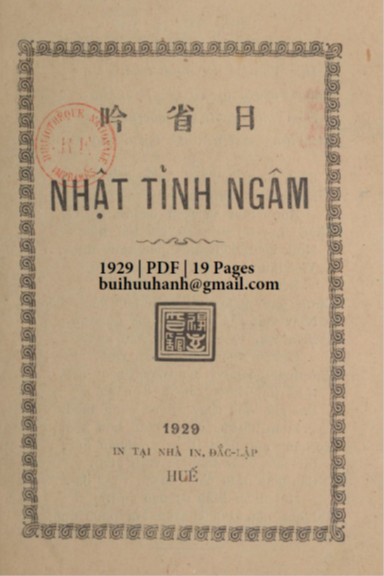 吟省日
NHẬT TỈNH NGÂM
1929 | PDF | 19 Pages
buihuuhanh@gmail.com
1929
IN TẠI NHÀ IN, ĐẮC-LẬP
HUẾ